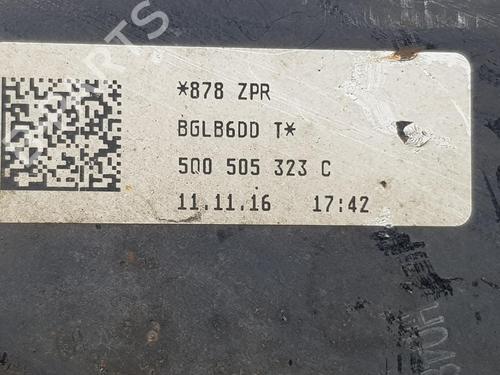 *878 ZPR
BGLB6DD T*
5Q0 505 323 C
11.11.16 17:42